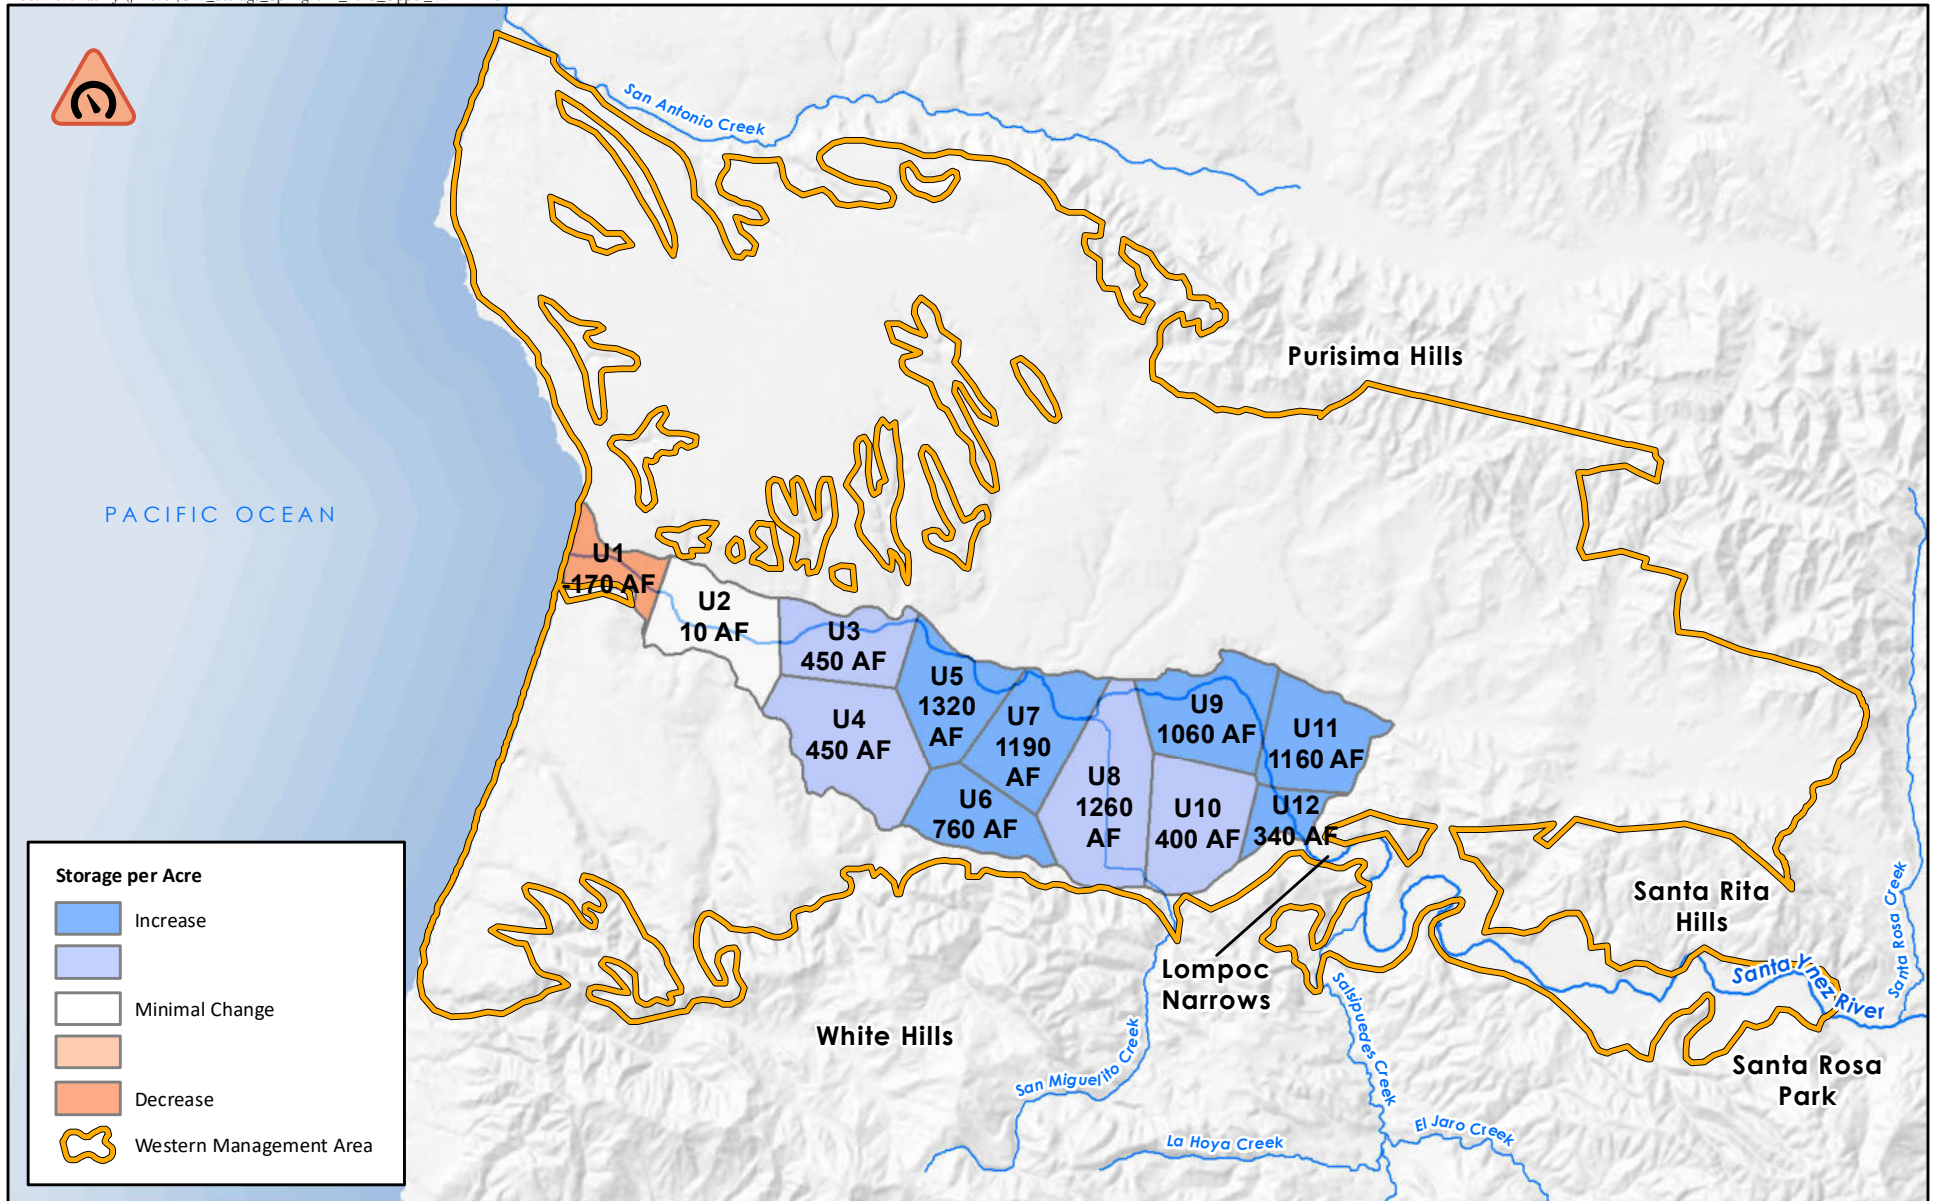 San Antonio Creek
Purisima Hills
PACIFIC OCEAN
U1
-170 AF
U2
10 AF
U3
450 AF
U4
450 AF
U5
1320
AF
U6
760 AF
U7
1190
AF
U8
1260
AF
U9
1060 AF
U10
400 AF
U11
1160 AF
U12
340 AF
Santa Rita
Hills
Santa Rosa Creek
Lompoc
Narrows
Santa Ynez River
Salsipuedes Creek
White Hills
San Miguelito Creek
Santa Rosa
Park
La Hoya Creek
El Jaro Creek
Storage per Acre
Increase
Minimal Change
Decrease
Western Management Area